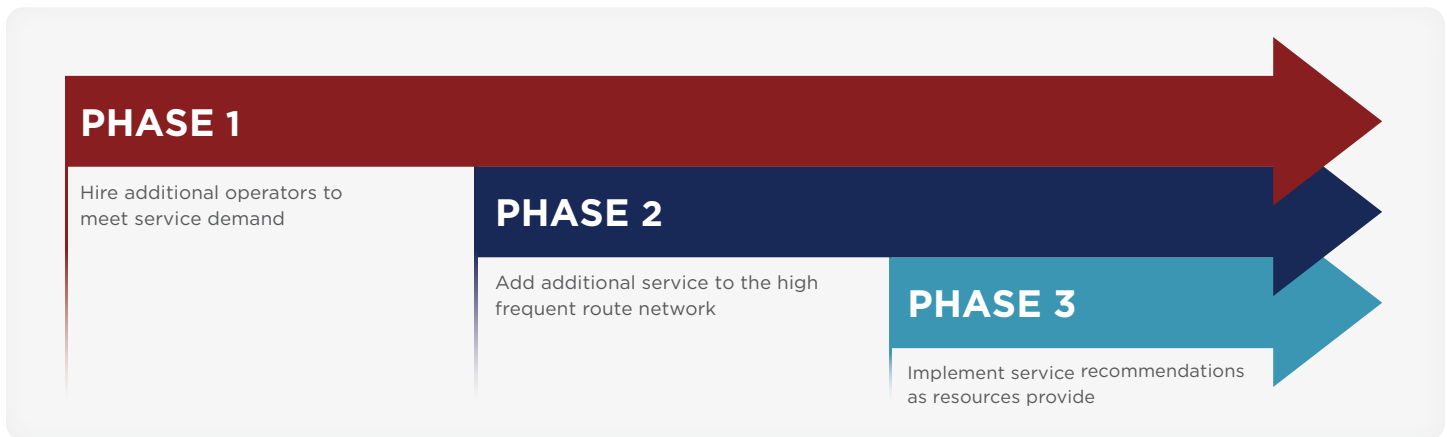 PHASE 1
Hire additional operators to
meet service demand
PHASE 2
Add additional service to the high
frequent route network
PHASE 3
Implement service recommendations
as resources provide